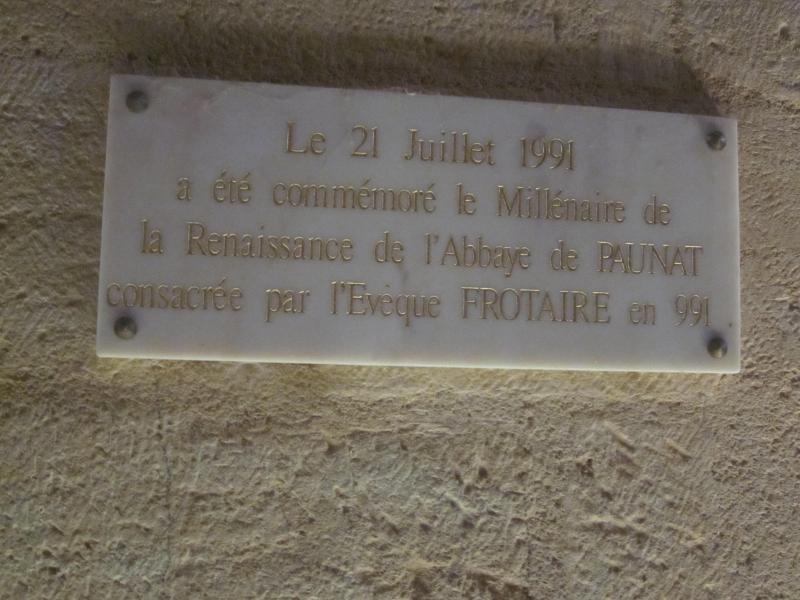 Le 21 Juillet 1991
a été commémoré le Millénaire de
la Renaissance de l'Abbaye de PAUNAT
consacrée par l'Evèque FROTAIRE en 991